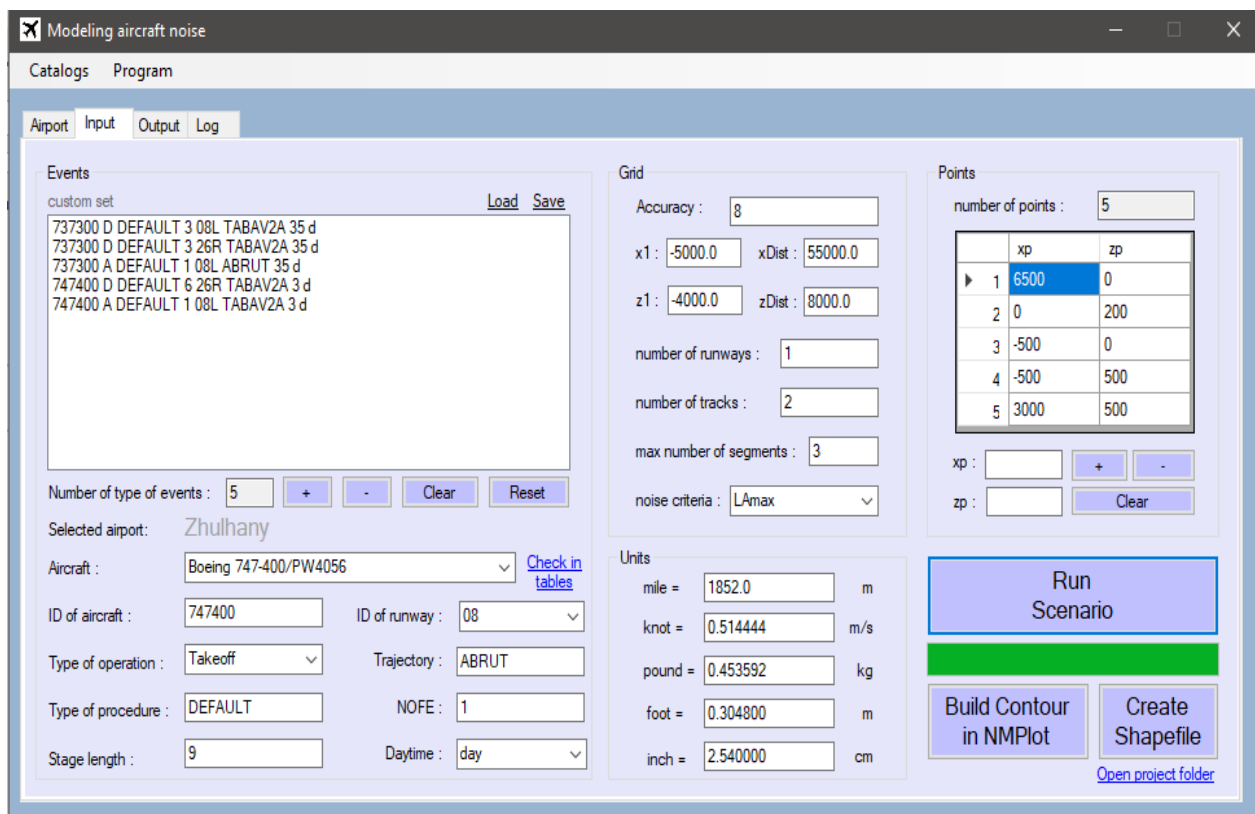 Modeling aircraft noise
Catalogs Program
Airport Input Output Log
Events
custom set Load Save
737300 D DEFAULT 3 08L TABAV2A 35 d
737300 D DEFAULT 3 26R TABAV2A 35 d
737300 A DEFAULT 1 08L ABRUT 35 d
747400 D DEFAULT 6 26R TABAV2A 3 d
747400 A DEFAULT 1 08L TABAV2A 3 d
Number of type of events : 5 + - Clear Reset
Selected airport: Zhulhany
Aircraft : Boeing 747-400/PW4056 Check in
tables
ID of aircraft : 747400 ID of runway : 08
Type of operation : Takeoff Trajectory : ABRUT
Type of procedure : DEFAULT NOFE : 1
Stage length : 9 Daytime : day
Grid
Accuracy : 8
x1 : -5000.0 xDist : 55000.0
z1 : -4000.0 zDist : 8000.0
number of runways : 1
number of tracks : 2
max number of segments : 3
noise criteria : LAmax
Units
mile = 1852.0 m
knot = 0.514444 m/s
pound = 0.453592 kg
foot = 0.304800 m
inch = 2.540000 cm
Points
number of points : 5
xp zp
1 6500 0
2 0 200
3 -500 0
4 -500 500
5 3000 500
xp : + -
zp : Clear
Run
Scenario
Build Contour
in NMPlot
Create
Shapefile
Open project folder